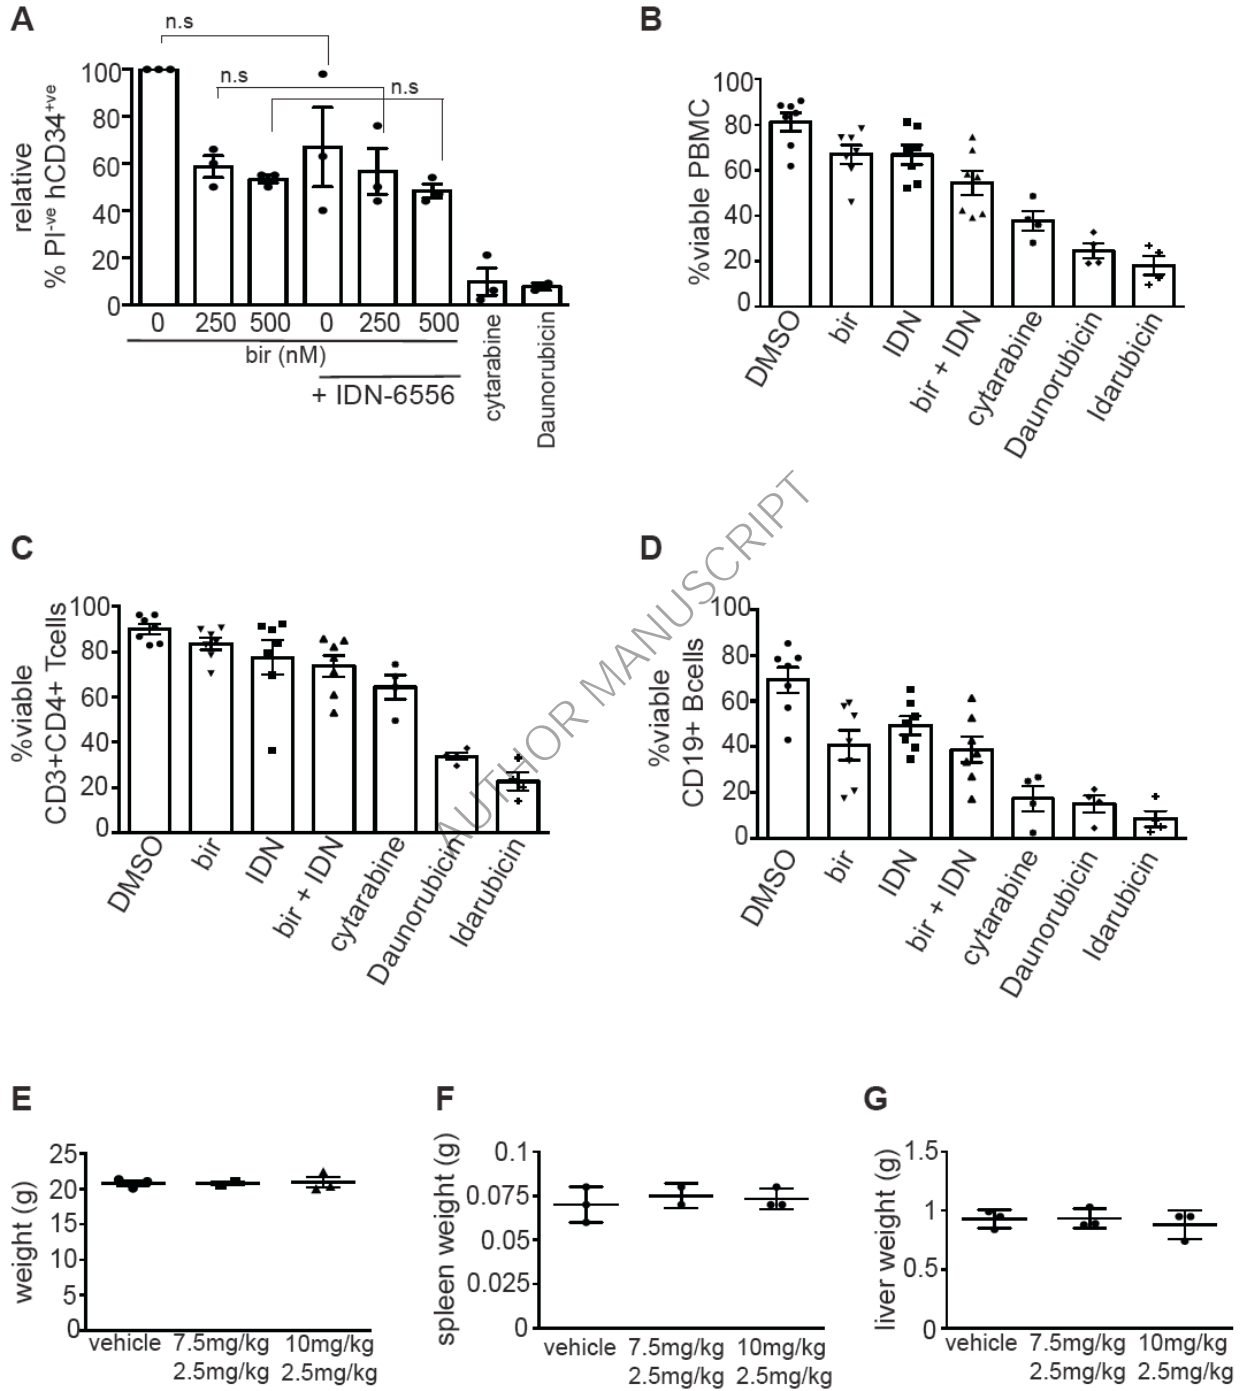 A
n.s
n.s
n.s
relative
% PI-ve hCD34+ve
100
80
60
40
20
0
0 250 500 0 250 500
bir (nM)
+ IDN-6556
cytarabine
Daunorubicin
B
%viable PBMC
100
80
60
40
20
0
DMSO
bir
IDN
bir + IDN
cytarabine
Daunorubicin
Idarubicin
C
%viable
CD3+CD4+ Tcells
100
80
60
40
20
0
DMSO
bir
IDN
bir + IDN
cytarabine
Daunorubicin
Idarubicin
D
%viable
CD19+ Bcells
100
80
60
40
20
0
DMSO
bir
IDN
bir + IDN
cytarabine
Daunorubicin
Idarubicin
AUTHOR MANUSCRIPT
E
weight (g)
25
20
15
10
5
0
vehicle 7.5mg/kg 10mg/kg
2.5mg/kg 2.5mg/kg
F
spleen weight (g)
0.1
0.075
0.05
0.025
0
vehicle 7.5mg/kg 10mg/kg
2.5mg/kg 2.5mg/kg
G
liver weight (g)
1.5
1
0.5
0
vehicle 7.5mg/kg 10mg/kg
2.5mg/kg 2.5mg/kg